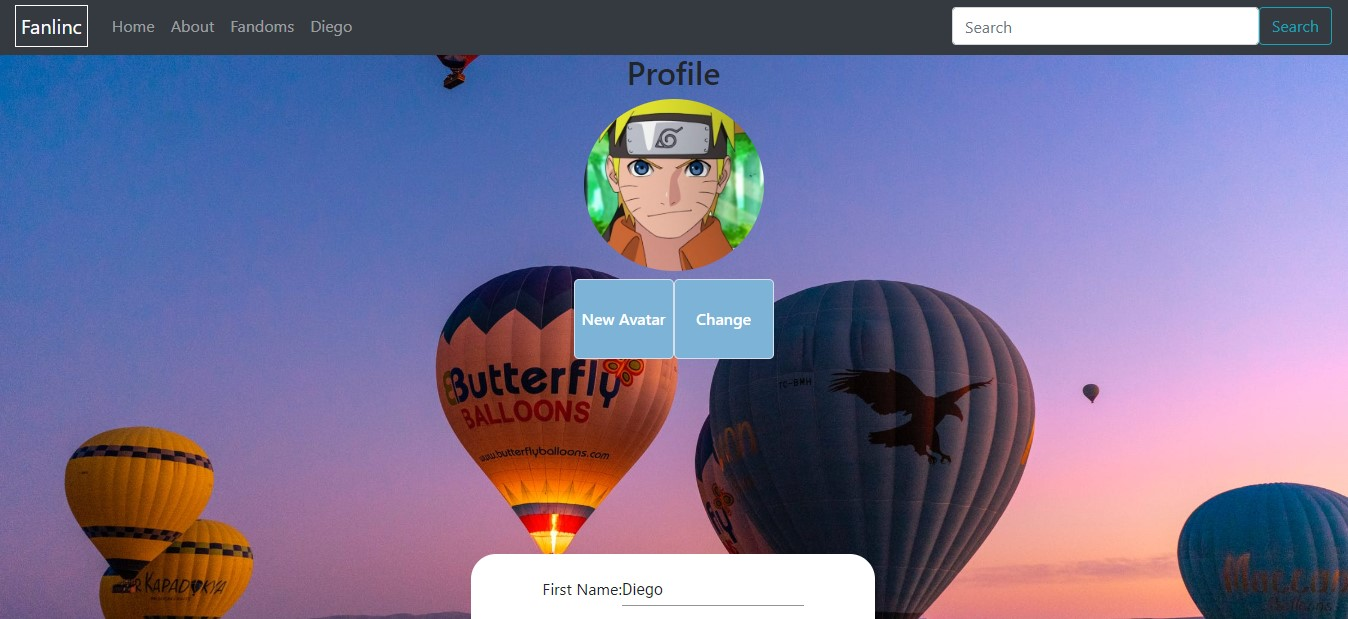 Fanlinc Home About Fandoms Diego Search Search
Profile
New Avatar Change
Butterfly
BALLOONS
www.butterflyballoons.com
KAPADOKYA
Balloons
First Name:Diego